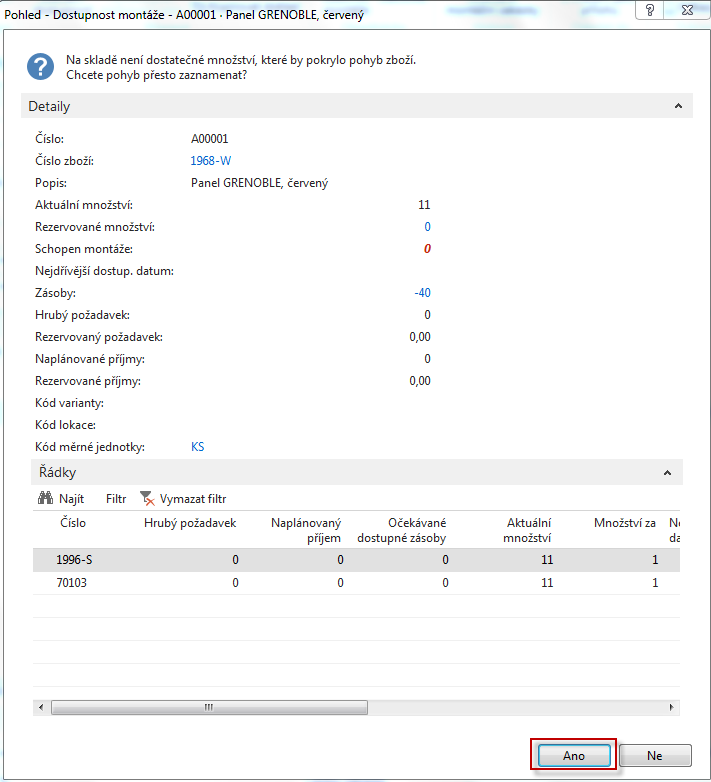 Pohled - Dostupnost montáže - A00001 · Panel GRENOBLE, červený
?
Na skladě není dostatečné množství, které by pokrylo pohyb zboží.
Chcete pohyb přesto zaznamenat?
Detaily
Číslo: A00001
Číslo zboží: 1968-W
Popis: Panel GRENOBLE, červený
Aktuální množství: 11
Rezervované množství: 0
Schopen montáže: 0
Nejdřívější dostup. datum:
Zásoby: -40
Hrubý požadavek: 0
Rezervovaný požadavek: 0,00
Naplánované příjmy: 0
Rezervované příjmy: 0,00
Kód varianty:
Kód lokace:
Kód měrné jednotky: KS
Řádky
Najít Filtr Vymazat filtr
Číslo Hrubý požadavek Naplánovaný Očekávané Aktuální Množství za
příjem dostupné zásoby množství
1996-S 0 0 0 11 1
70103 0 0 0 11 1
Ano Ne